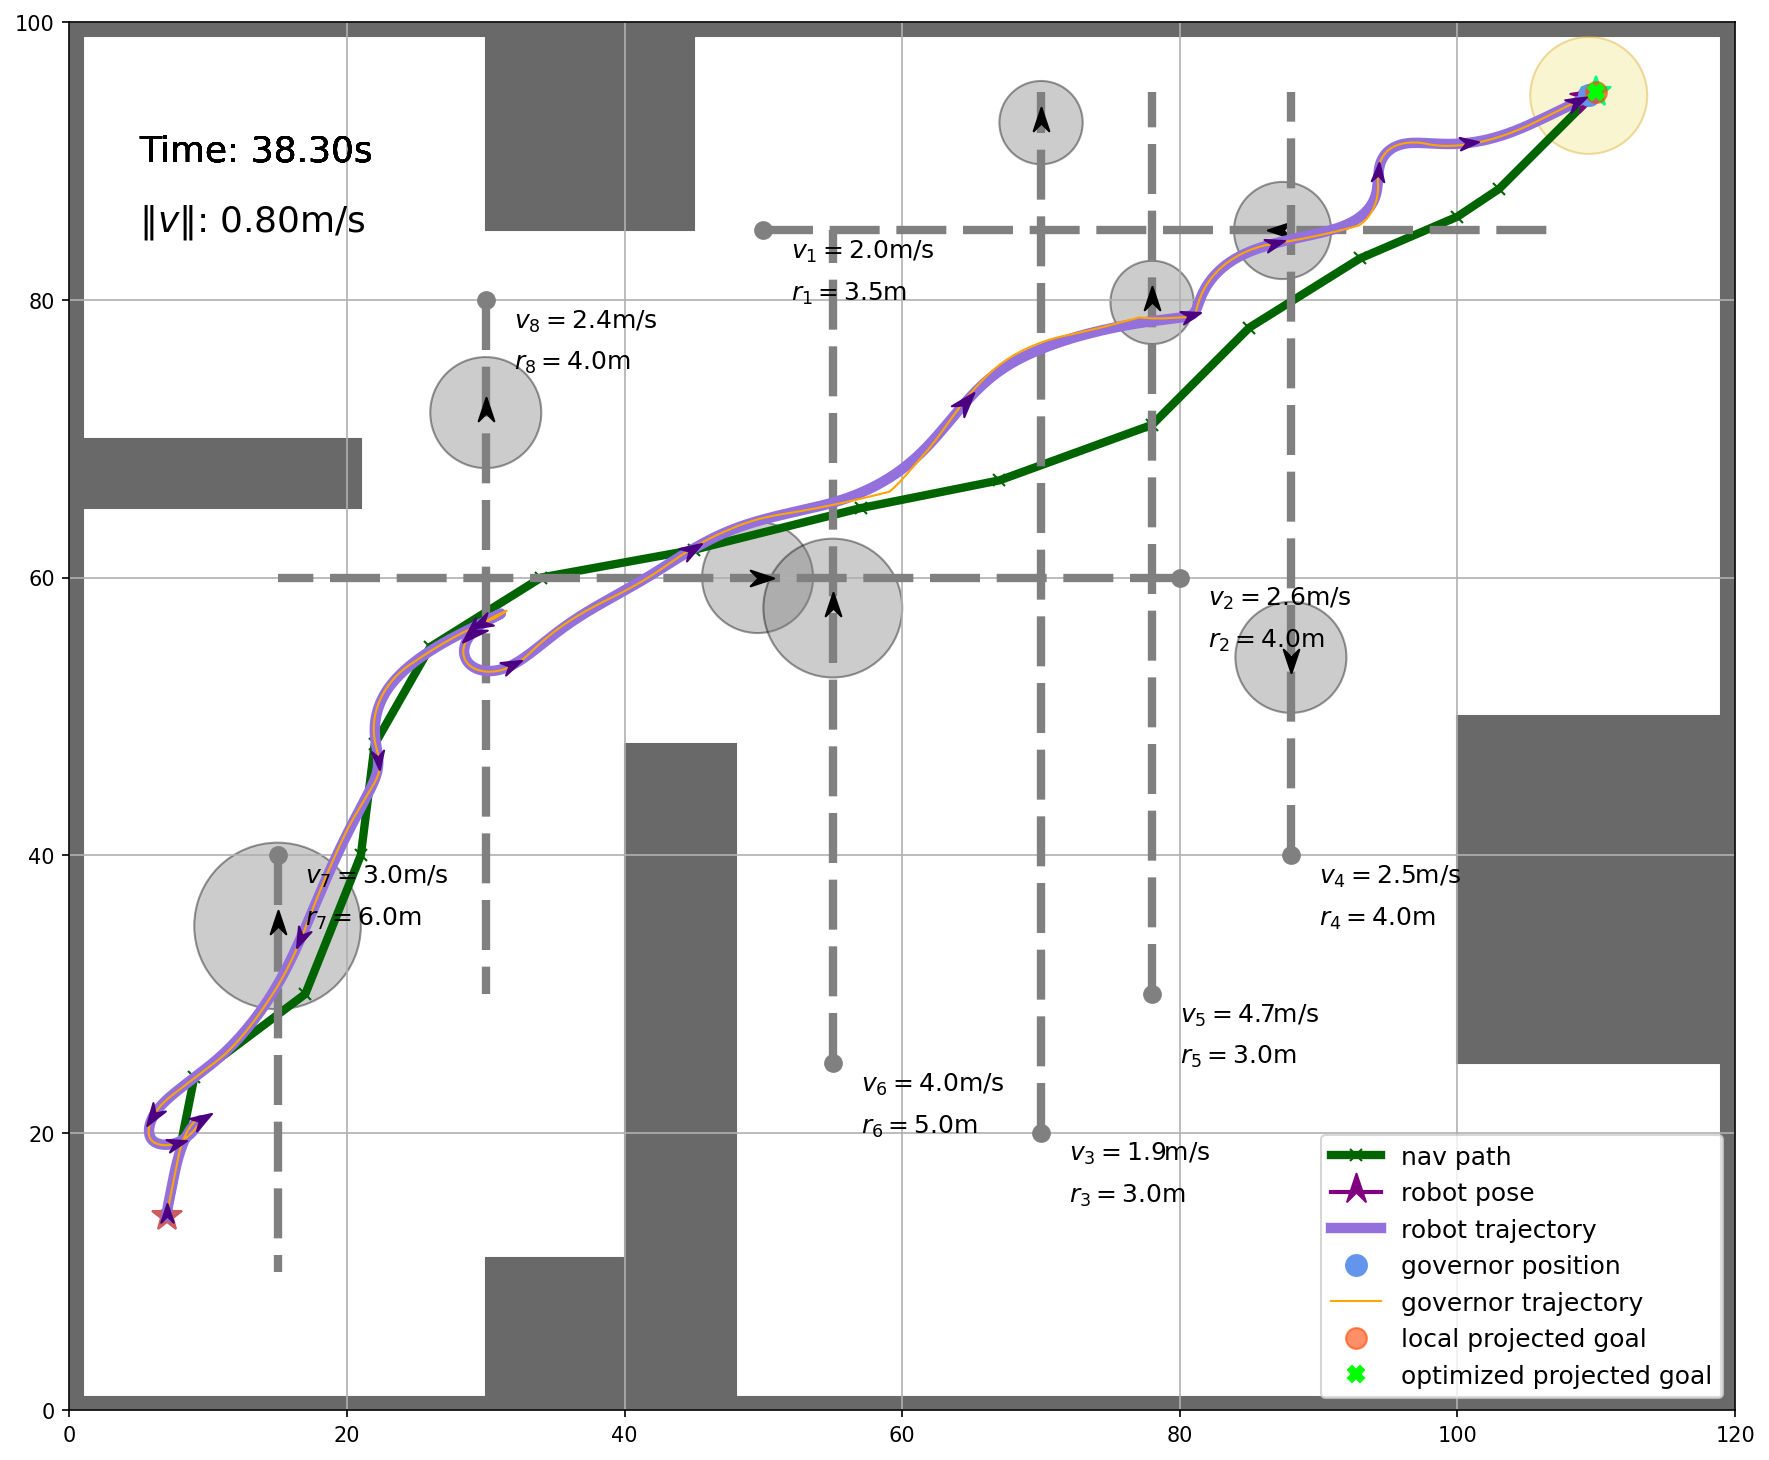 100
80
60
40
20
0
Time: 38.30s
‖v‖: 0.80m/s
v₁ = 2.0m/s
r₁ = 3.5m
v₈ = 2.4m/s
r₈ = 4.0m
v₂ = 2.6m/s
r₂ = 4.0m
v₇ = 3.0m/s
r₇ = 6.0m
v₄ = 2.5m/s
r₄ = 4.0m
v₅ = 4.7m/s
r₅ = 3.0m
v₆ = 4.0m/s
r₆ = 5.0m
v₃ = 1.9m/s
r₃ = 3.0m
nav path
robot pose
robot trajectory
governor position
governor trajectory
local projected goal
optimized projected goal
0 20 40 60 80 100 120